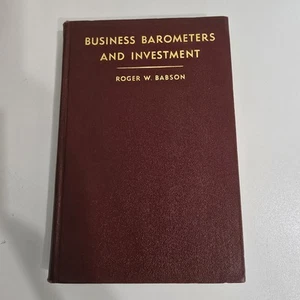 BUSINESS BAROMETERS
AND INVESTMENT
ROGER W. BABSON